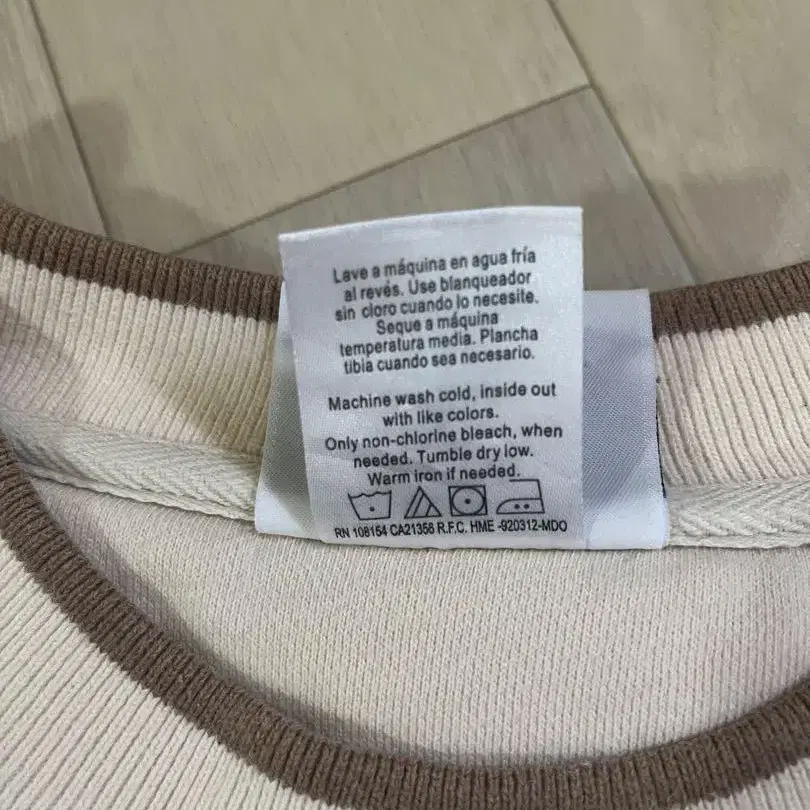 Lave a máquina en agua fría
al revés. Use blanqueador
sin cloro cuando lo necesite.
Seque a máquina
temperatura media. Plancha
tibia cuando sea necesario.
Machine wash cold, inside out
with like colors.
Only non-chlorine bleach, when
needed. Tumble dry low.
Warm iron if needed.
RN 108154 CA21358 R.F.C. HME -920312-MDO